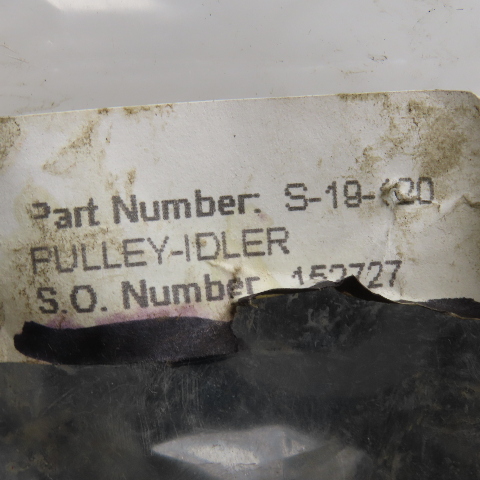 Part Number:
PULLEY-IDLER
S.O. Number 152727